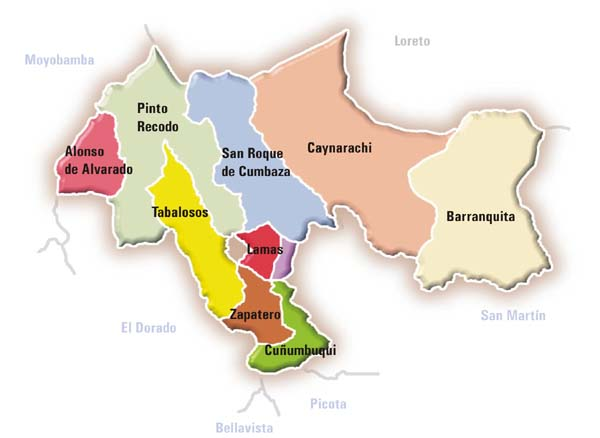 Loreto
Moyobamba
Pinto
Recodo
Alonso
de Alvarado
San Roque
de Cumbaza
Caynarachi
Tabalosos
Barranquita
Lamas
Zapatero
San Martín
El Dorado
Cuñumbuqui
Picota
Bellavista